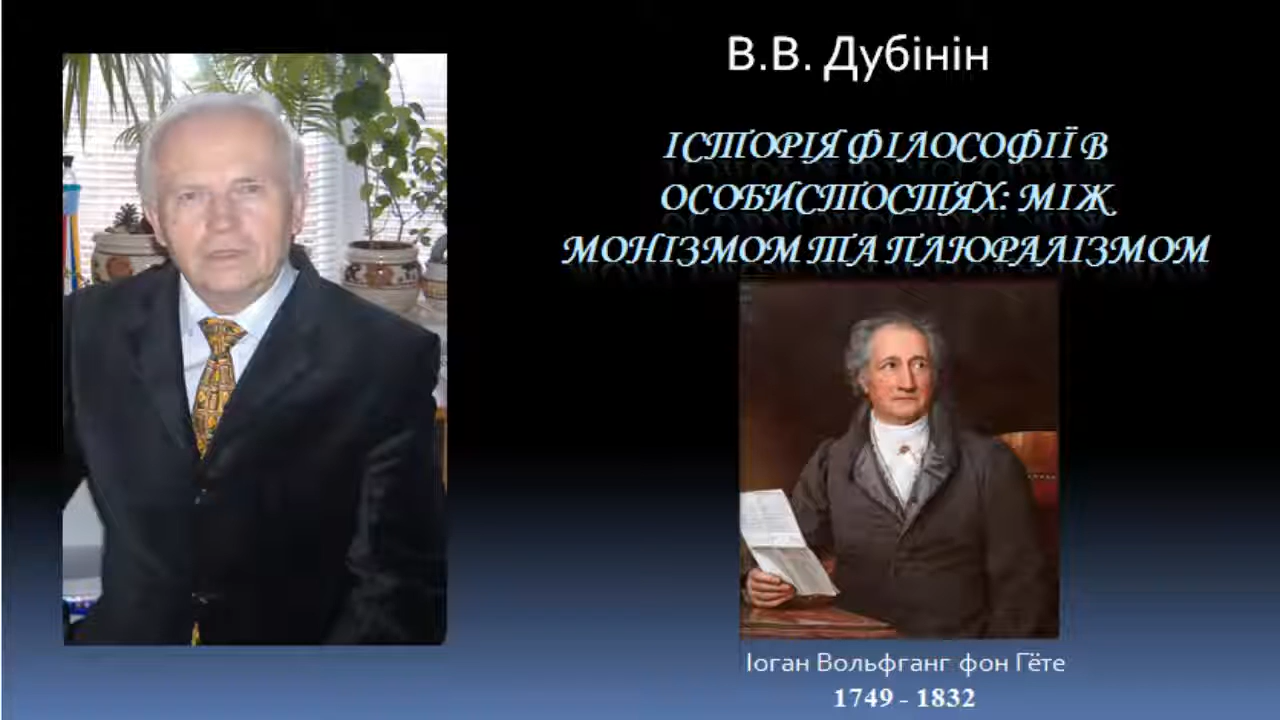 В.В. Дубінін
ІСТОРІЯ ФІЛОСОФІЇ В
ОСОБИСТОСТЯХ: МІЖ
МОНІЗМОМ ТА ПЛЮРАЛІЗМОМ
Іоган Вольфганг фон Гёте
1749 - 1832